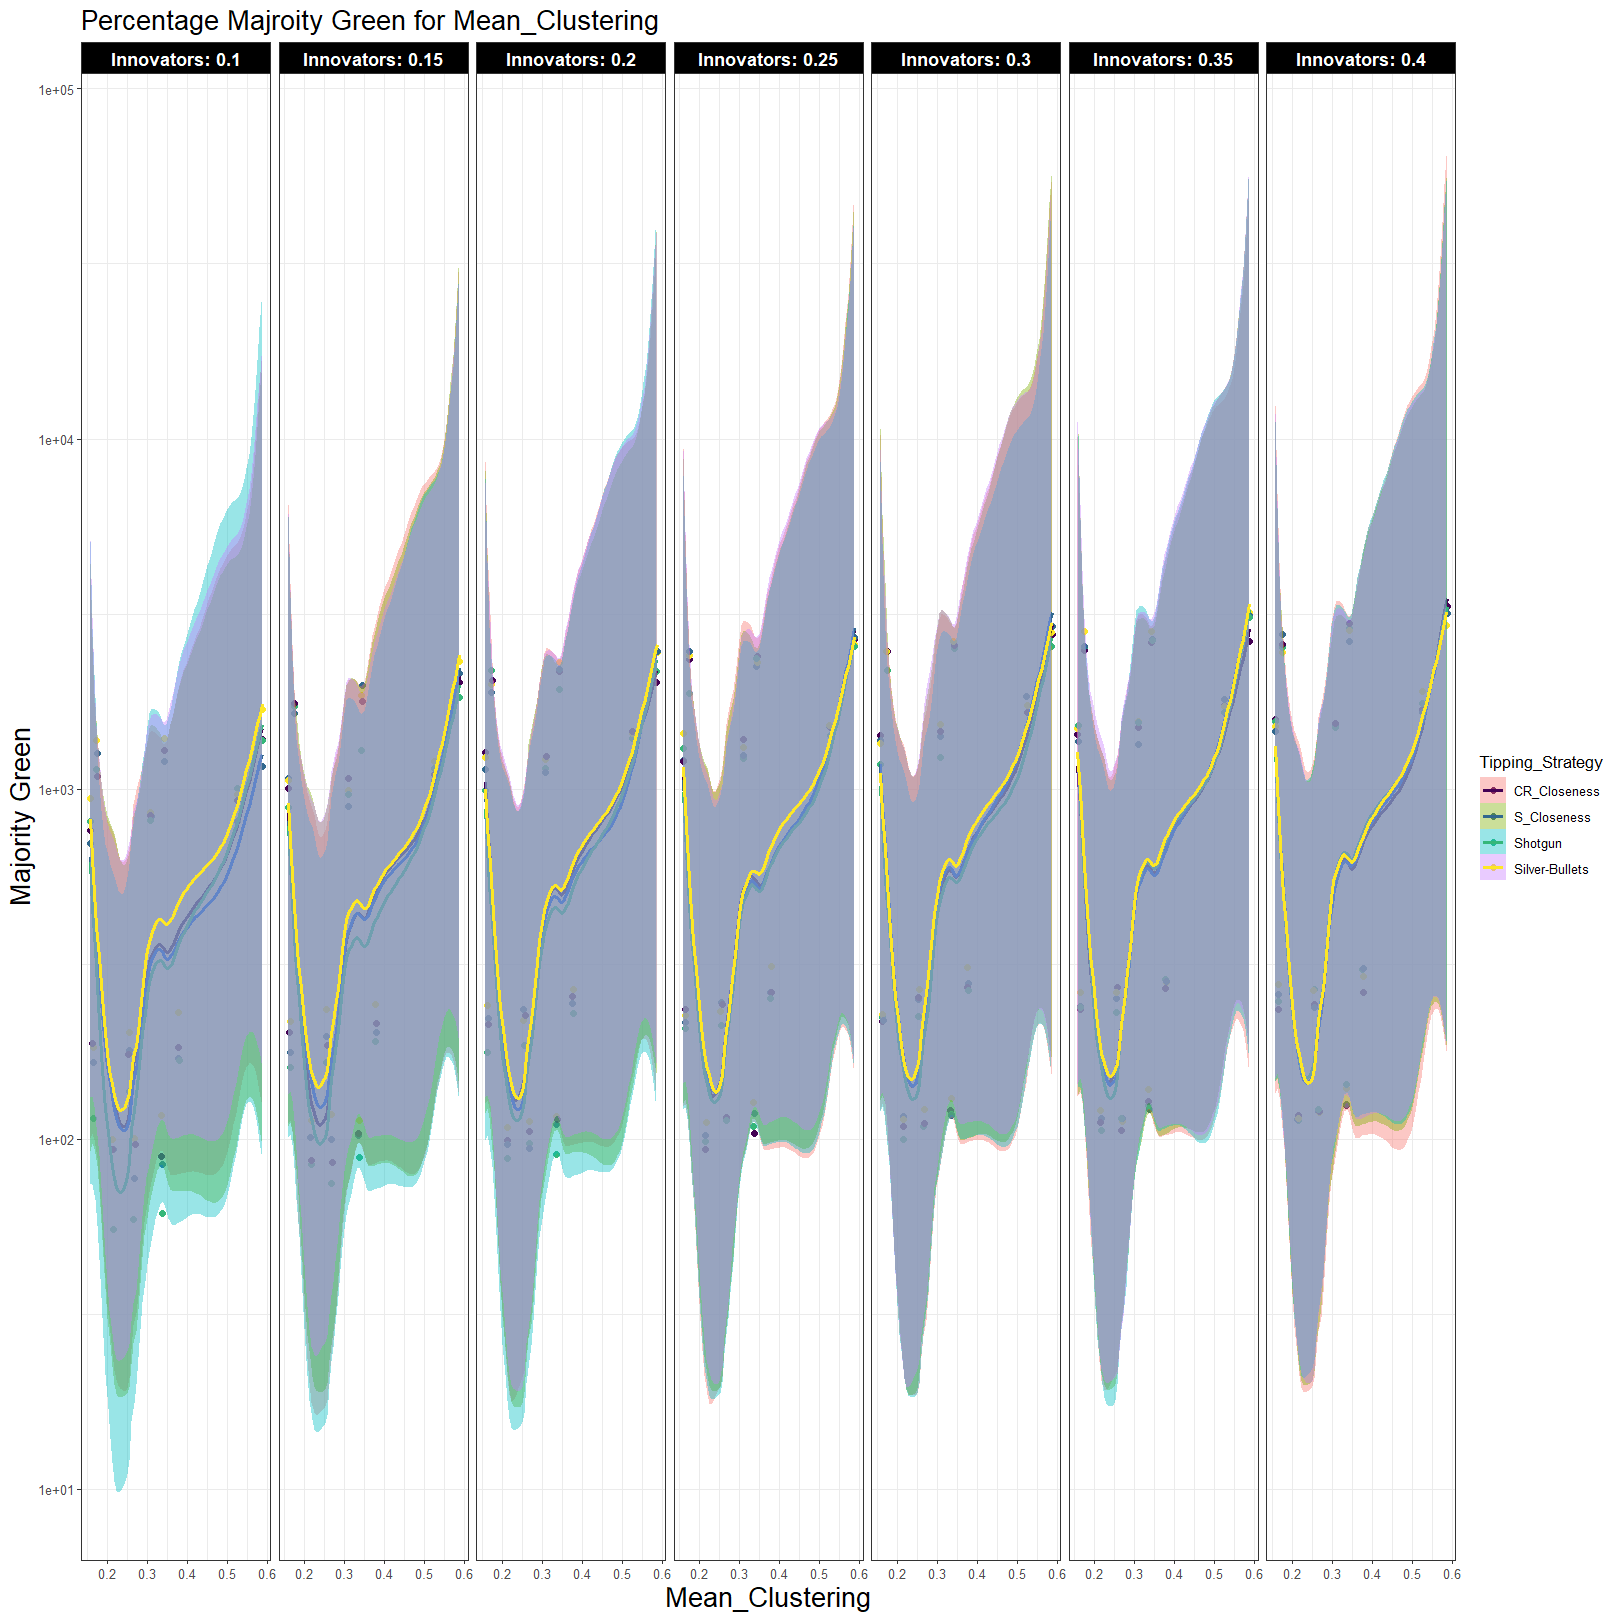 Percentage Majroity Green for Mean_Clustering
Innovators: 0.1
Innovators: 0.15
Innovators: 0.2
Innovators: 0.25
Innovators: 0.3
Innovators: 0.35
Innovators: 0.4
1e+05
1e+04
1e+03
1e+02
1e+01
Majority Green
0.2 0.3 0.4 0.5 0.6
0.2 0.3 0.4 0.5 0.6
0.2 0.3 0.4 0.5 0.6
0.2 0.3 0.4 0.5 0.6
0.2 0.3 0.4 0.5 0.6
0.2 0.3 0.4 0.5 0.6
0.2 0.3 0.4 0.5 0.6
Mean_Clustering
Tipping_Strategy
CR_Closeness
S_Closeness
Shotgun
Silver-Bullets